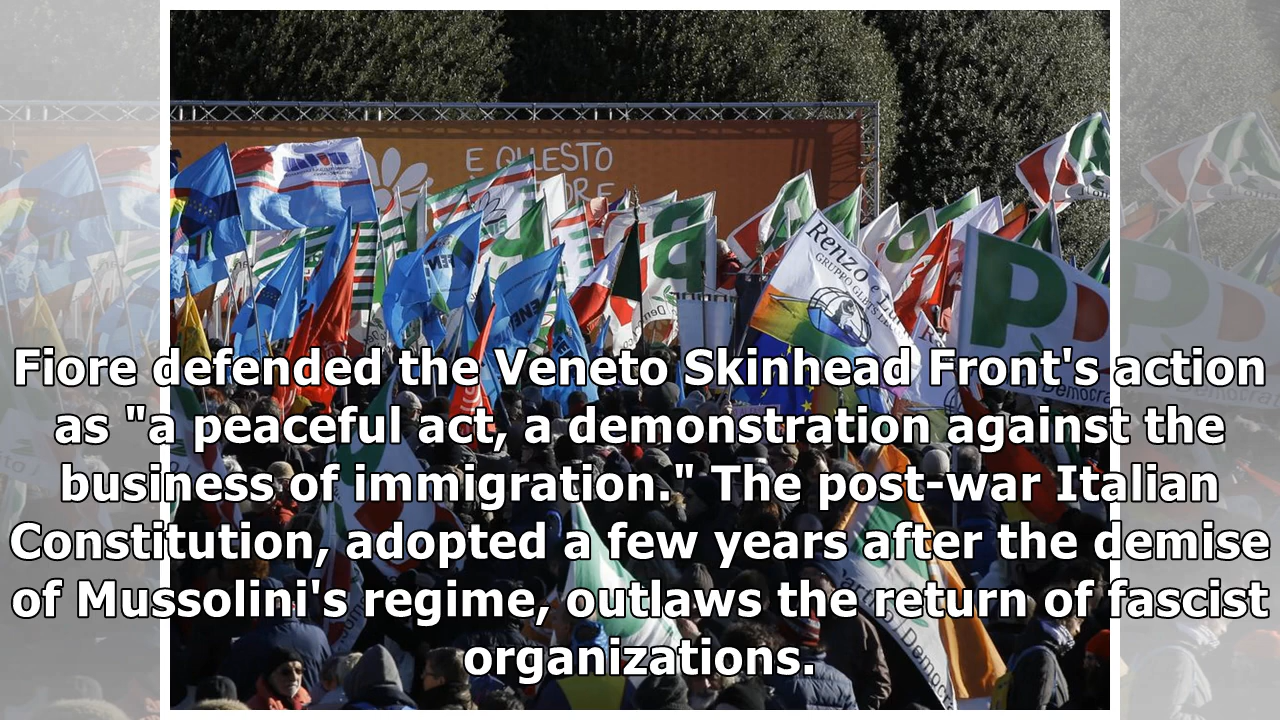 E QUESTO
Renzo e
GRUPPO
PD
Fiore defended the Veneto Skinhead Front's action
as "a peaceful act, a demonstration against the
business of immigration." The post-war Italian
Constitution, adopted a few years after the demise
of Mussolini's regime, outlaws the return of fascist
organizations.